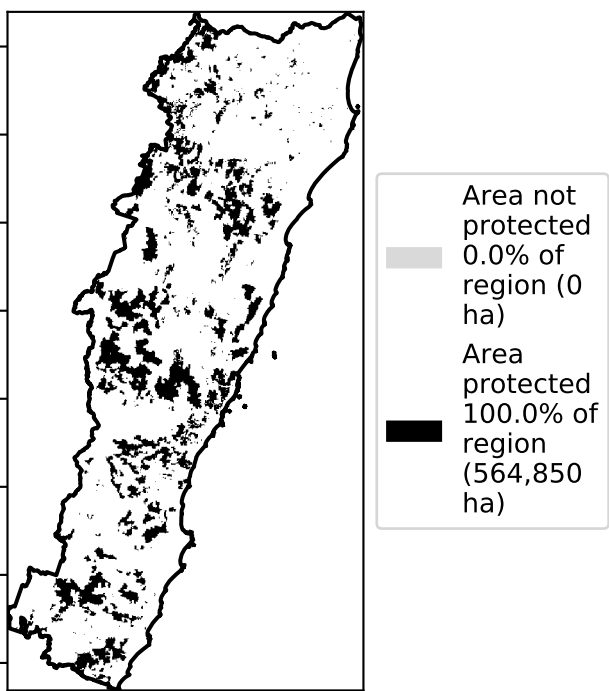 Area not
protected
0.0% of
region (0
ha)
Area
protected
100.0% of
region
(564,850
ha)